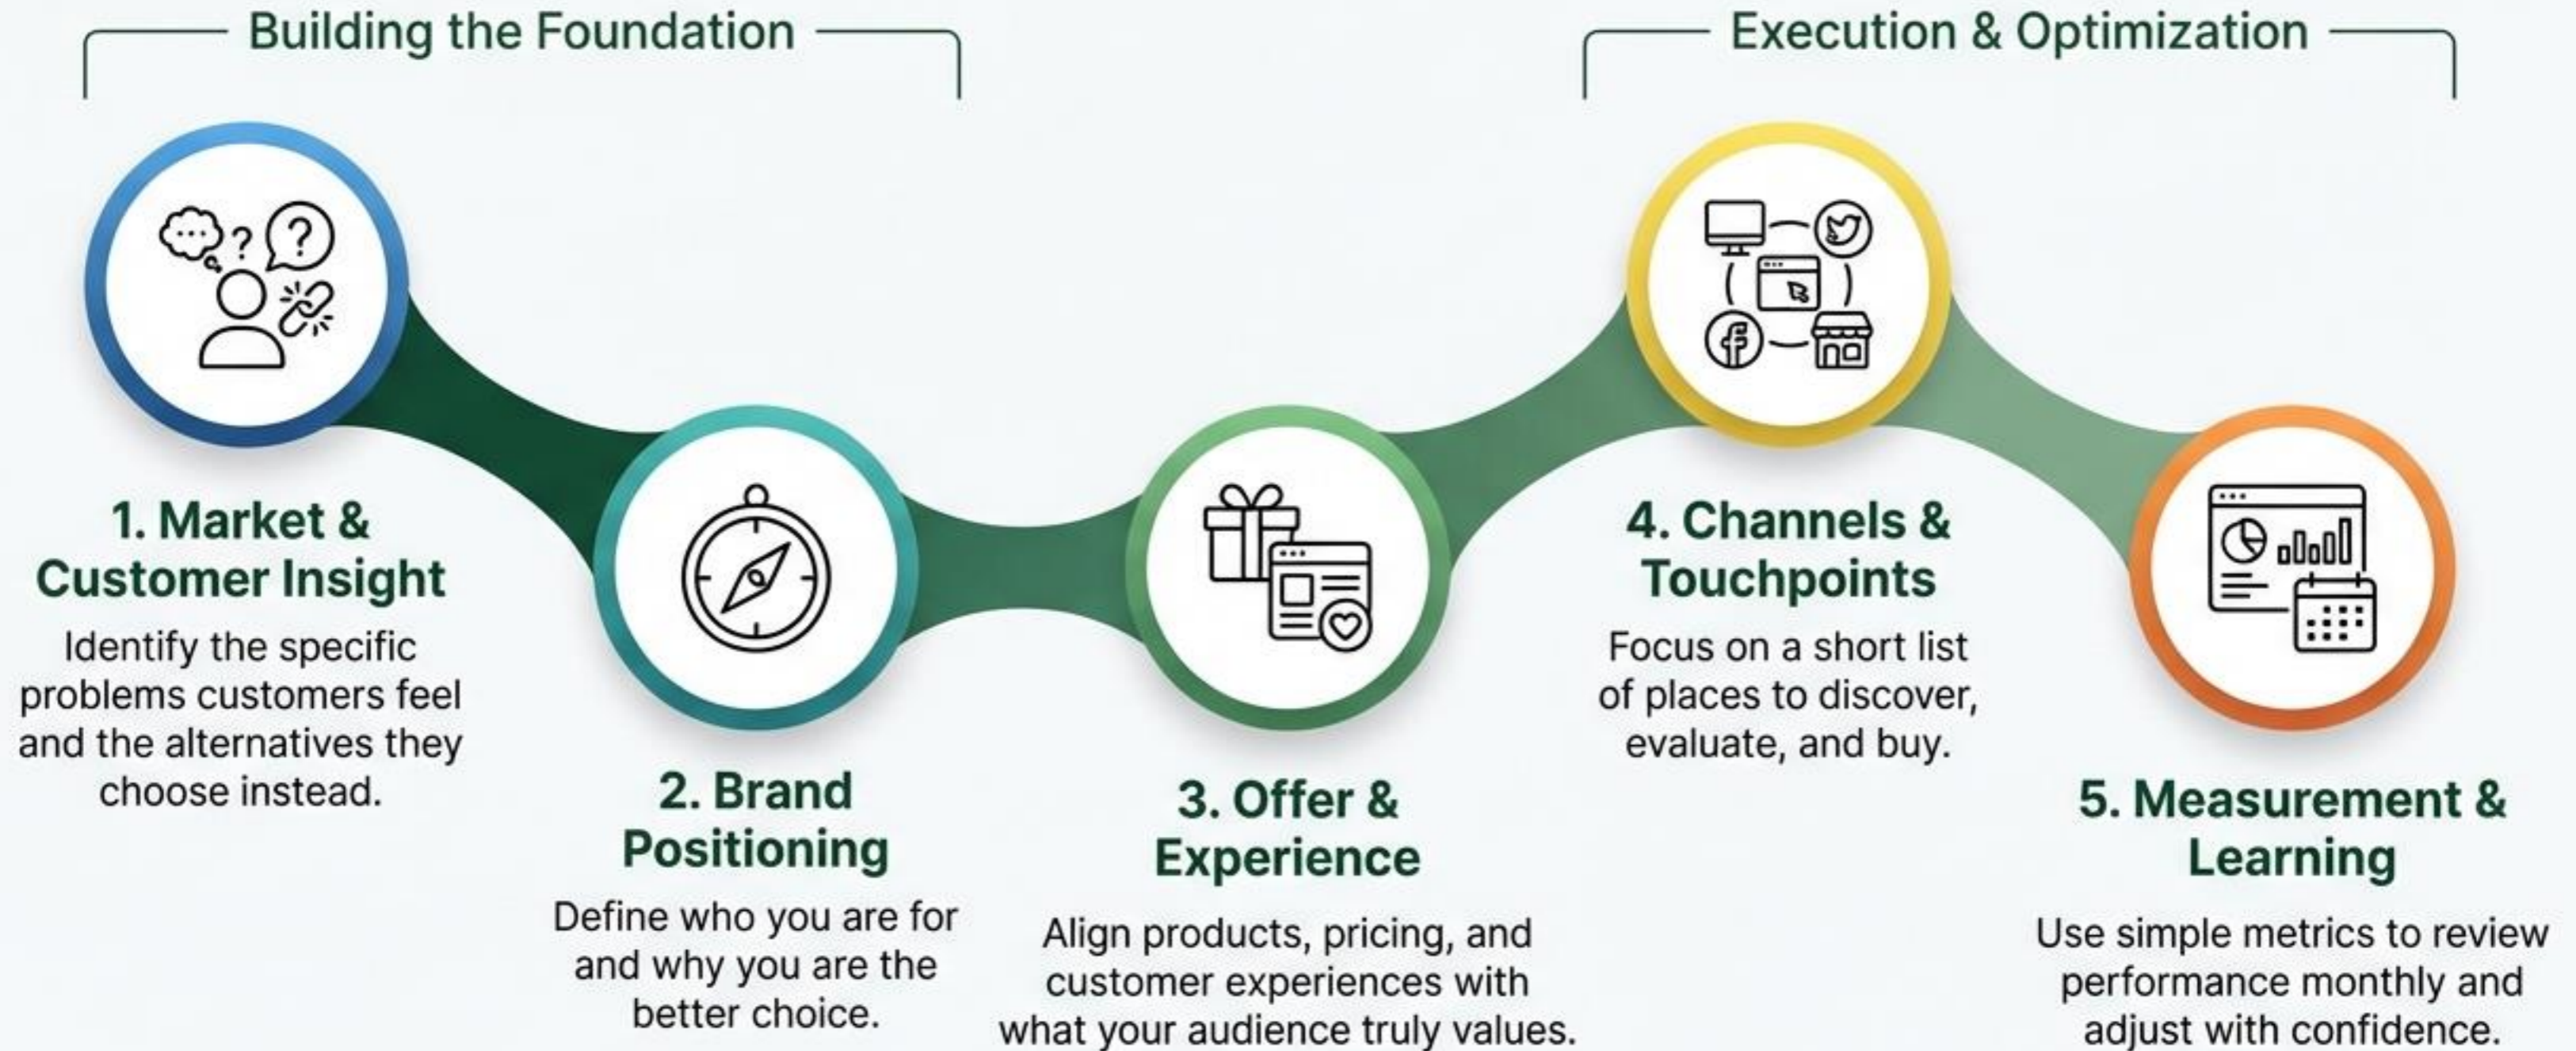 Building the Foundation
Execution & Optimization
1. Market &
Customer Insight
Identify the specific
problems customers feel
and the alternatives they
choose instead.
2. Brand
Positioning
Define who you are for
and why you are the
better choice.
3. Offer &
Experience
Align products, pricing, and
customer experiences with
what your audience truly values.
4. Channels &
Touchpoints
Focus on a short list
of places to discover,
evaluate, and buy.
5. Measurement &
Learning
Use simple metrics to review
performance monthly and
adjust with confidence.